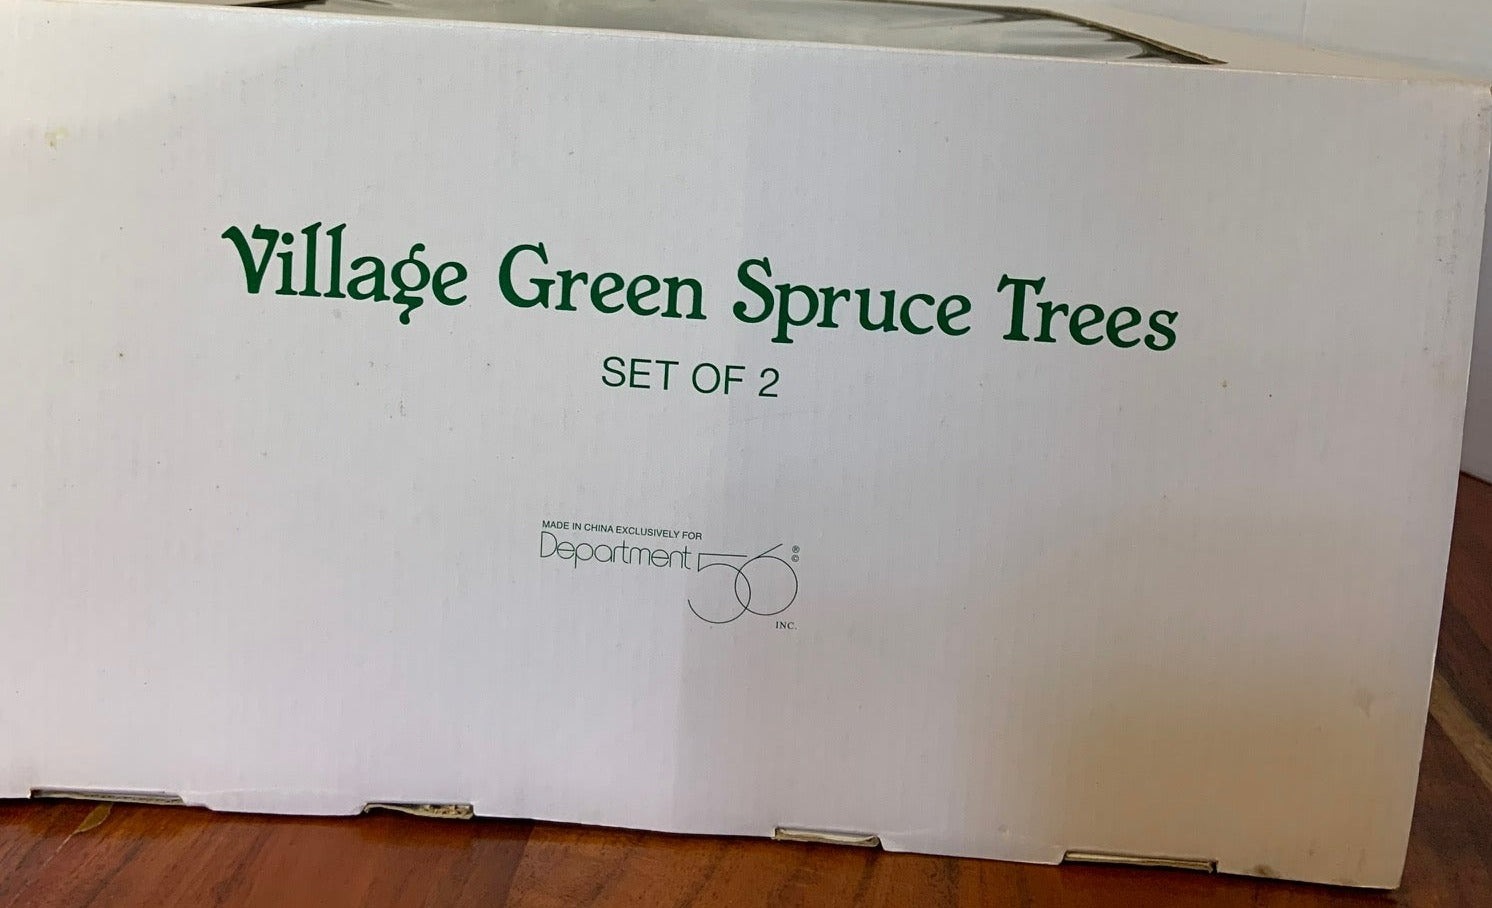 Village Green Spruce Trees
SET OF 2
MADE IN CHINA EXCLUSIVELY FOR
Department 56 ® ©
INC.